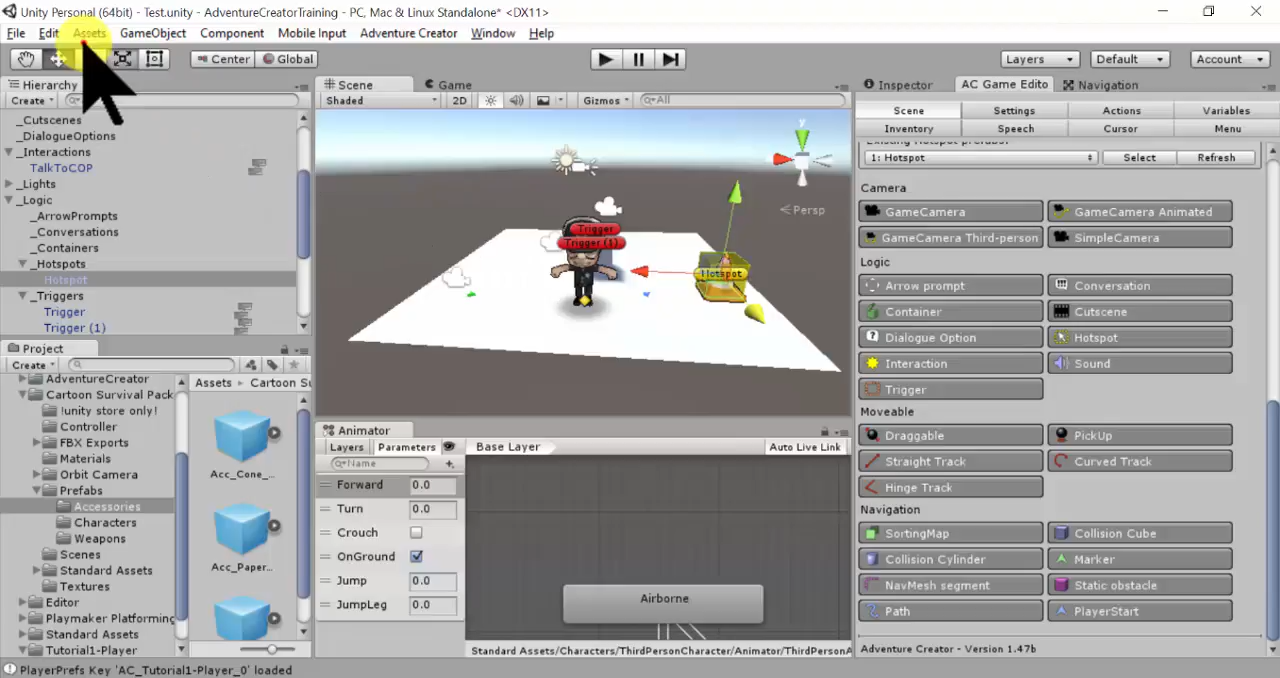 Unity Personal (64bit) - Test.unity - AdventureCreatorTraining - PC, Mac & Linux Standalone* <DX11>
File Edit Assets GameObject Component Mobile Input Adventure Creator Window Help
Center Global Layers Default Account
Hierarchy
Create
_Cutscenes
_DialogueOptions
_Interactions
TalkToCOP
_Lights
_Logic
_ArrowPrompts
_Conversations
_Containers
_Hotspots
Hotspot
_Triggers
Trigger
Trigger (1)
Scene Game
Shaded 2D Gizmos All
y
Persp
Trigger
Trigger (1)
Hotspot
Project
Create
AdventureCreator
Cartoon Survival Pack
!unity store only!
Controller
FBX Exports
Materials
Orbit Camera
Prefabs
Accessories
Characters
Weapons
Scenes
Standard Assets
Textures
Editor
Playmaker Platforming
Standard Assets
Tutorial1-Player
Assets Cartoon Su
Acc_Cone_...
Acc_Paper...
Animator
Layers Parameters Base Layer Auto Live Link
Name
Forward 0.0
Turn 0.0
Crouch
OnGround
Jump 0.0
JumpLeg 0.0
Airborne
Standard Assets/Characters/ThirdPersonCharacter/Animator/ThirdPersonA
Inspector AC Game Edito Navigation
Scene Settings Actions Variables
Inventory Speech Cursor Menu
Existing Hotspot prefabs:
1: Hotspot Select Refresh
Camera
GameCamera GameCamera Animated
GameCamera Third-person SimpleCamera
Logic
Arrow prompt Conversation
Container Cutscene
Dialogue Option Hotspot
Interaction Sound
Trigger
Moveable
Draggable PickUp
Straight Track Curved Track
Hinge Track
Navigation
SortingMap Collision Cube
Collision Cylinder Marker
NavMesh segment Static obstacle
Path PlayerStart
Adventure Creator - Version 1.47b
PlayerPrefs Key 'AC_Tutorial1-Player_0' loaded